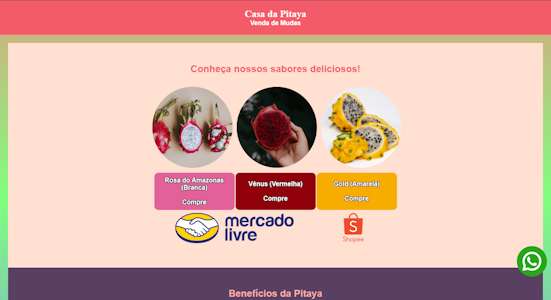 Casa da Pitaya
Venda de Mudas
Conheça nossos sabores deliciosos!
Rosa do Amazonas
(Branca)
Compre
Vênus (Vermelha)
Compre
Gold (Amarela)
Compre
mercado
livre
S
Shopee
Benefícios da Pitaya